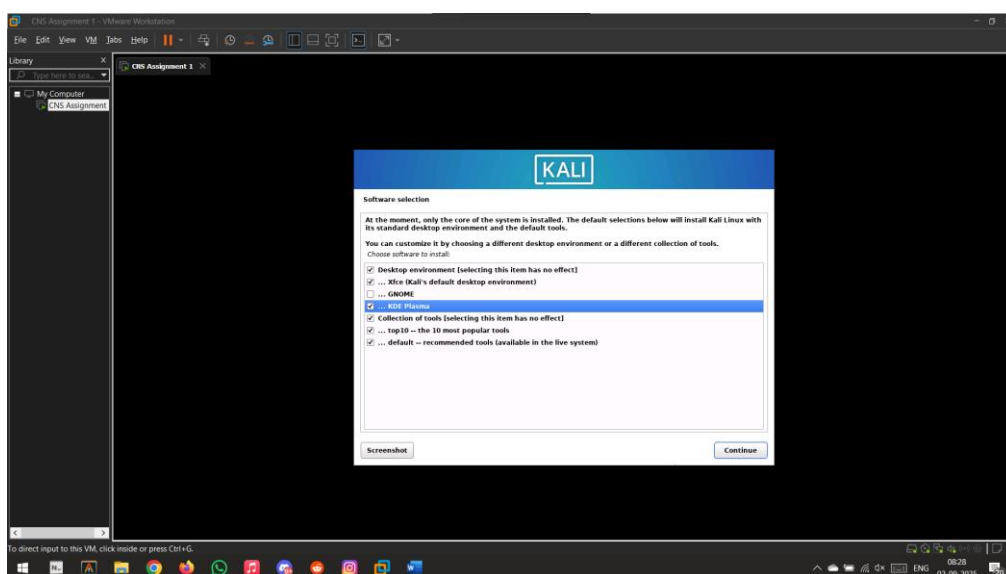 CNS Assignment 1 - VMware Workstation
File Edit View VM Tabs Help
Library X
Type here to sea...
CNS Assignment 1
My Computer
CNS Assignment
KALI
Software selection
At the moment, only the core of the system is installed. The default selections below will install Kali Linux with
its standard desktop environment and the default tools.
You can customize it by choosing a different desktop environment or a different collection of tools.
Choose software to install:
Desktop environment [selecting this item has no effect]
... Xfce (Kali's default desktop environment)
... GNOME
... KDE Plasma
Collection of tools [selecting this item has no effect]
... top10 -- the 10 most popular tools
... default -- recommended tools (available in the live system)
Screenshot Continue
To direct input to this VM, click inside or press Ctrl+G.
ENG 08:28
02-09-2025